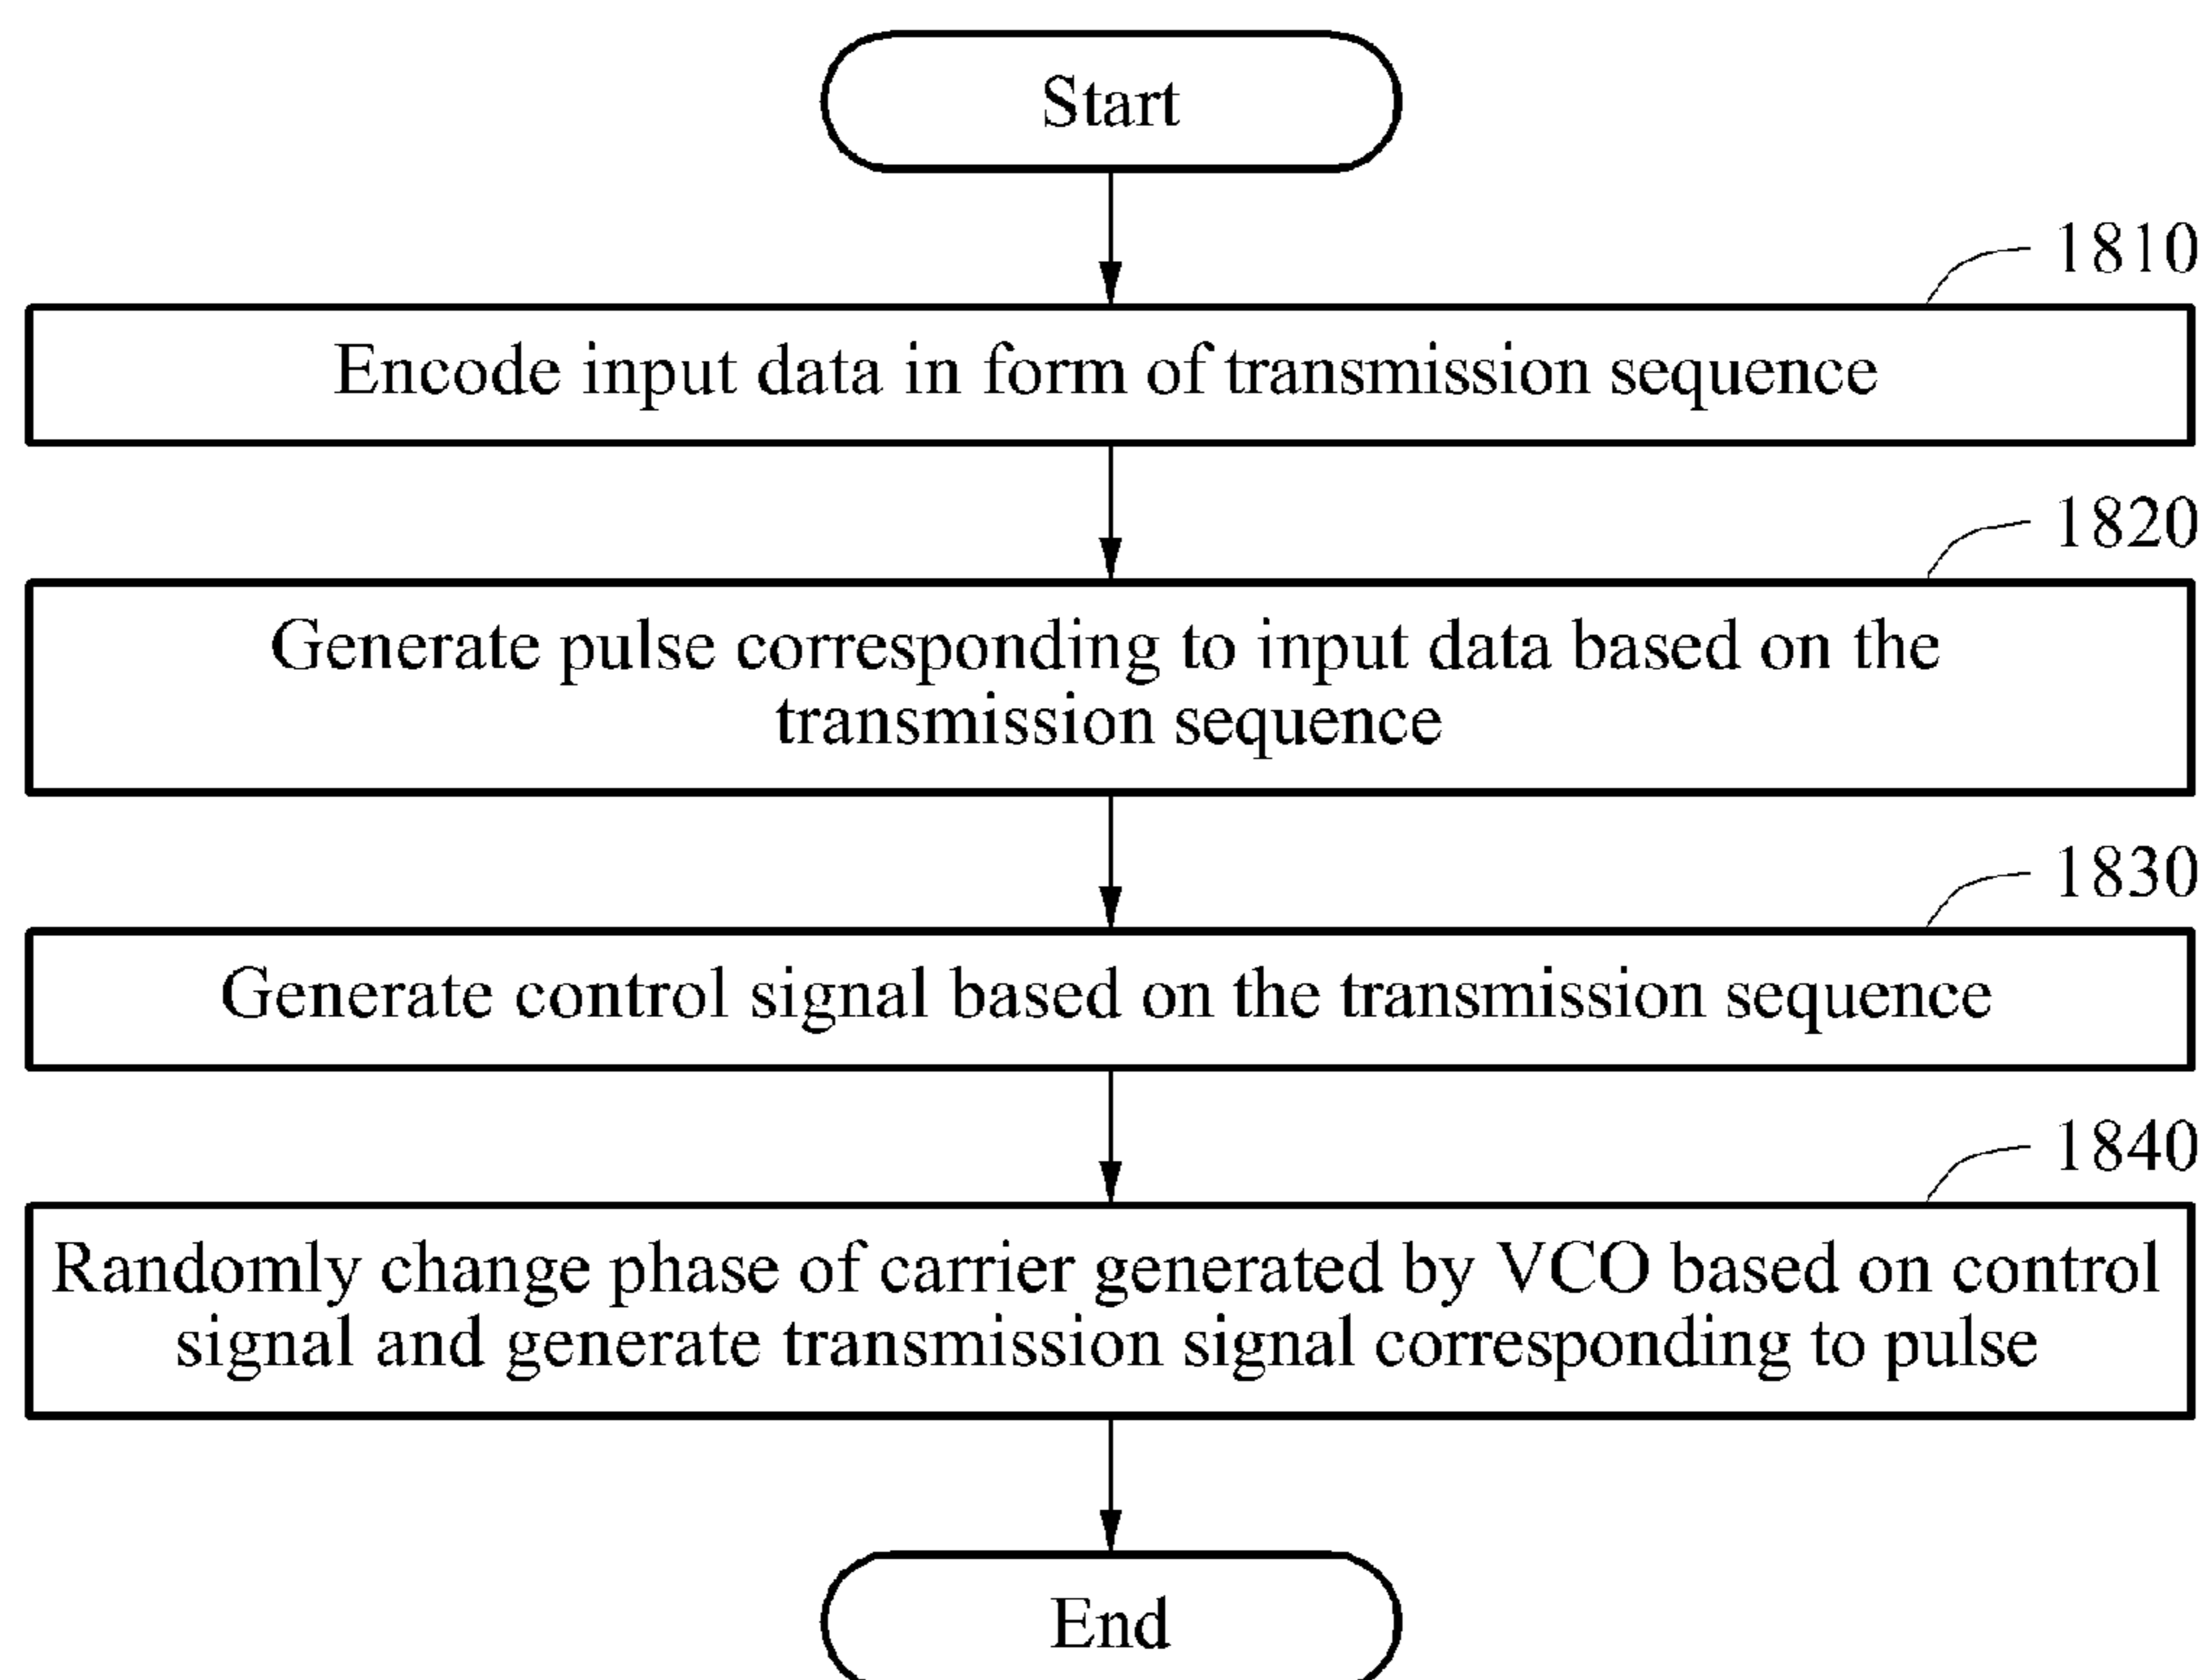 Start
1810
Encode input data in form of transmission sequence
1820
Generate pulse corresponding to input data based on the
transmission sequence
1830
Generate control signal based on the transmission sequence
1840
Randomly change phase of carrier generated by VCO based on control
signal and generate transmission signal corresponding to pulse
End